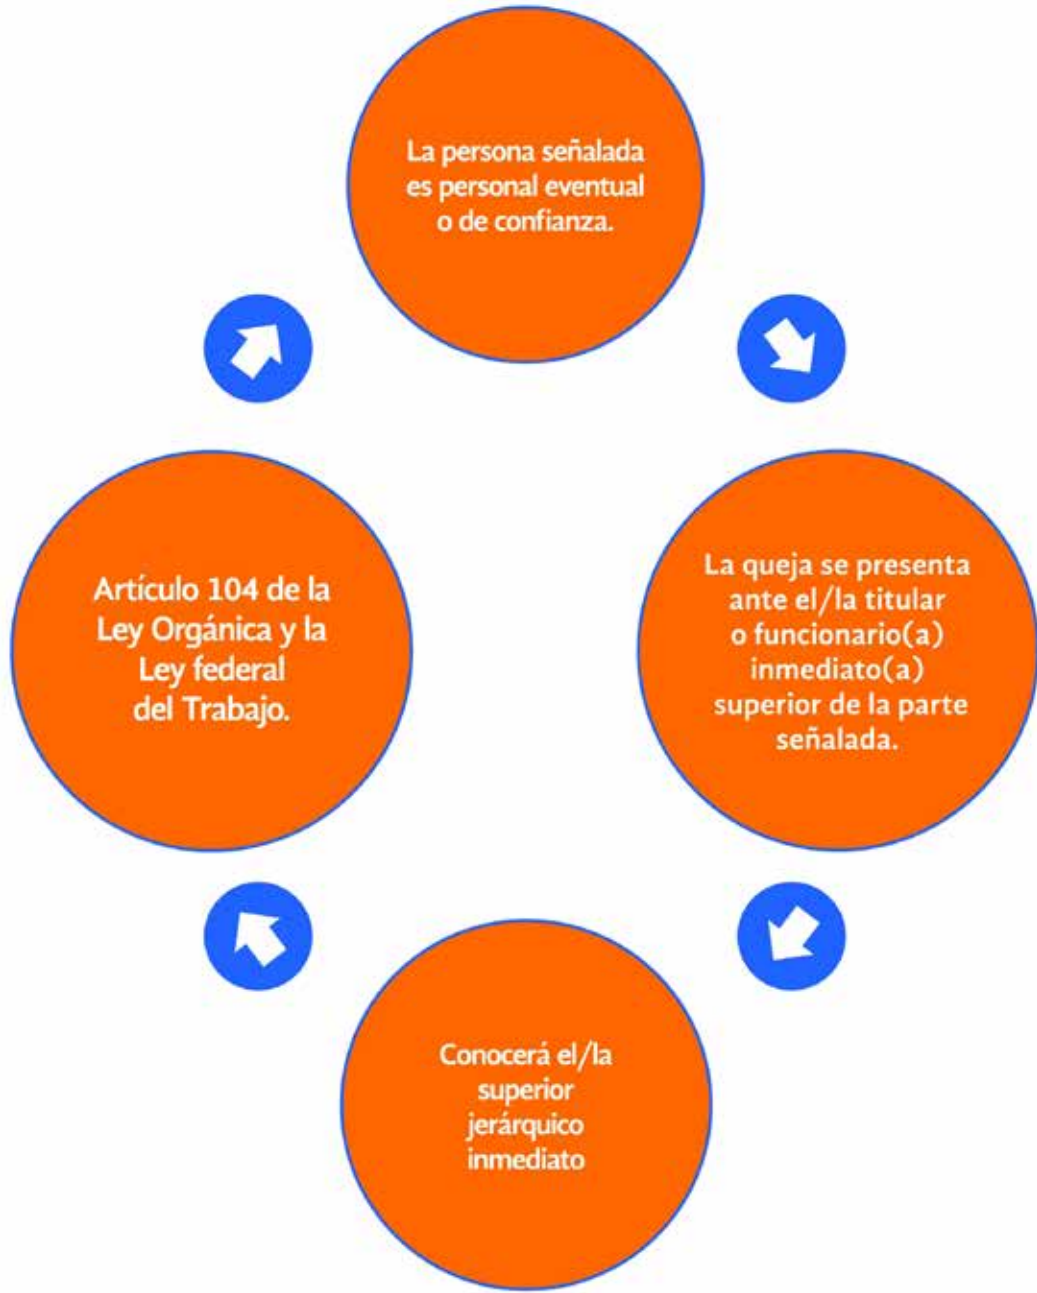 La persona señalada
es personal eventual
o de confianza.
La queja se presenta
ante el/la titular
o funcionario(a)
inmediato(a)
superior de la parte
señalada.
Conocerá el/la
superior
jerárquico
inmediato
Artículo 104 de la
Ley Orgánica y la
Ley federal
del Trabajo.